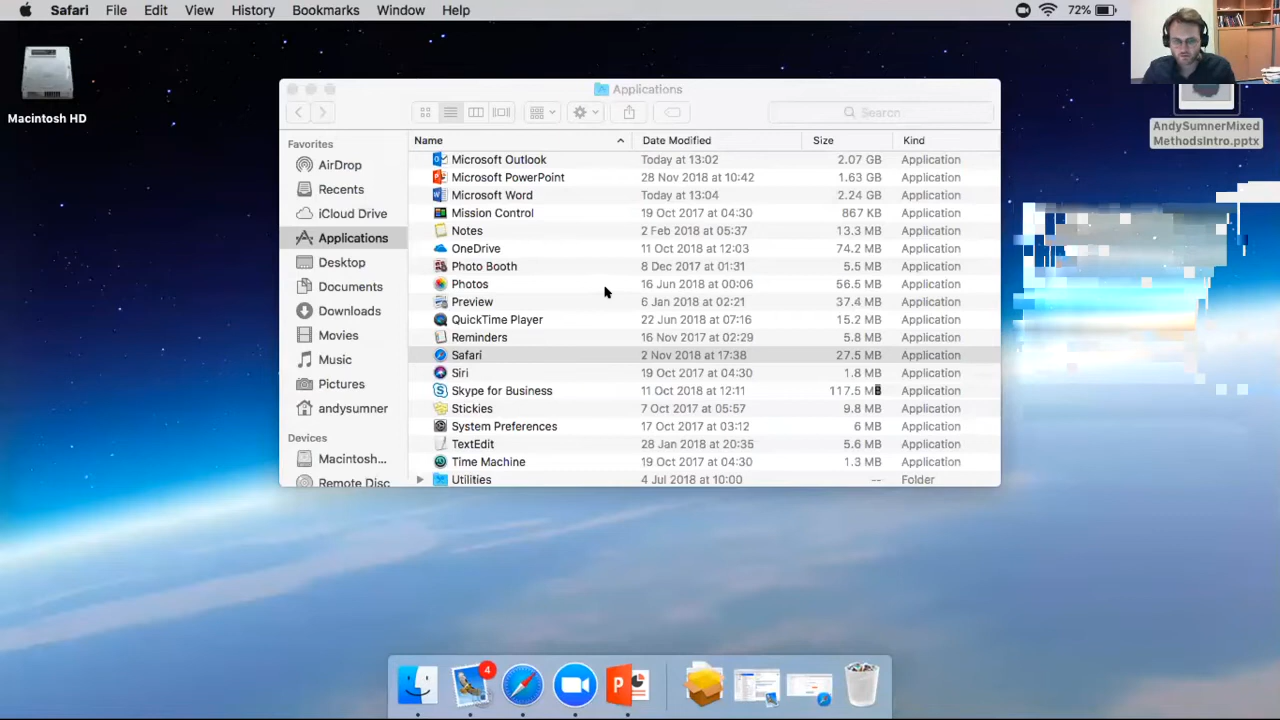 Safari File Edit View History Bookmarks Window Help 72%
Macintosh HD
AndySumnerMixed
MethodsIntro.pptx
Applications
Search
Favorites
AirDrop
Recents
iCloud Drive
Applications
Desktop
Documents
Downloads
Movies
Music
Pictures
andysumner
Devices
Macintosh...
Remote Disc
Name Date Modified Size Kind
Microsoft Outlook Today at 13:02 2.07 GB Application
Microsoft PowerPoint 28 Nov 2018 at 10:42 1.63 GB Application
Microsoft Word Today at 13:04 2.24 GB Application
Mission Control 19 Oct 2017 at 04:30 867 KB Application
Notes 2 Feb 2018 at 05:37 13.3 MB Application
OneDrive 11 Oct 2018 at 12:03 74.2 MB Application
Photo Booth 8 Dec 2017 at 01:31 5.5 MB Application
Photos 16 Jun 2018 at 00:06 56.5 MB Application
Preview 6 Jan 2018 at 02:21 37.4 MB Application
QuickTime Player 22 Jun 2018 at 07:16 15.2 MB Application
Reminders 16 Nov 2017 at 02:29 5.8 MB Application
Safari 2 Nov 2018 at 17:38 27.5 MB Application
Siri 19 Oct 2017 at 04:30 1.8 MB Application
Skype for Business 11 Oct 2018 at 12:11 117.5 MB Application
Stickies 7 Oct 2017 at 05:57 9.8 MB Application
System Preferences 17 Oct 2017 at 03:12 6 MB Application
TextEdit 28 Jan 2018 at 20:35 5.6 MB Application
Time Machine 19 Oct 2017 at 04:30 1.3 MB Application
Utilities 4 Jul 2018 at 10:00 -- Folder
4
P